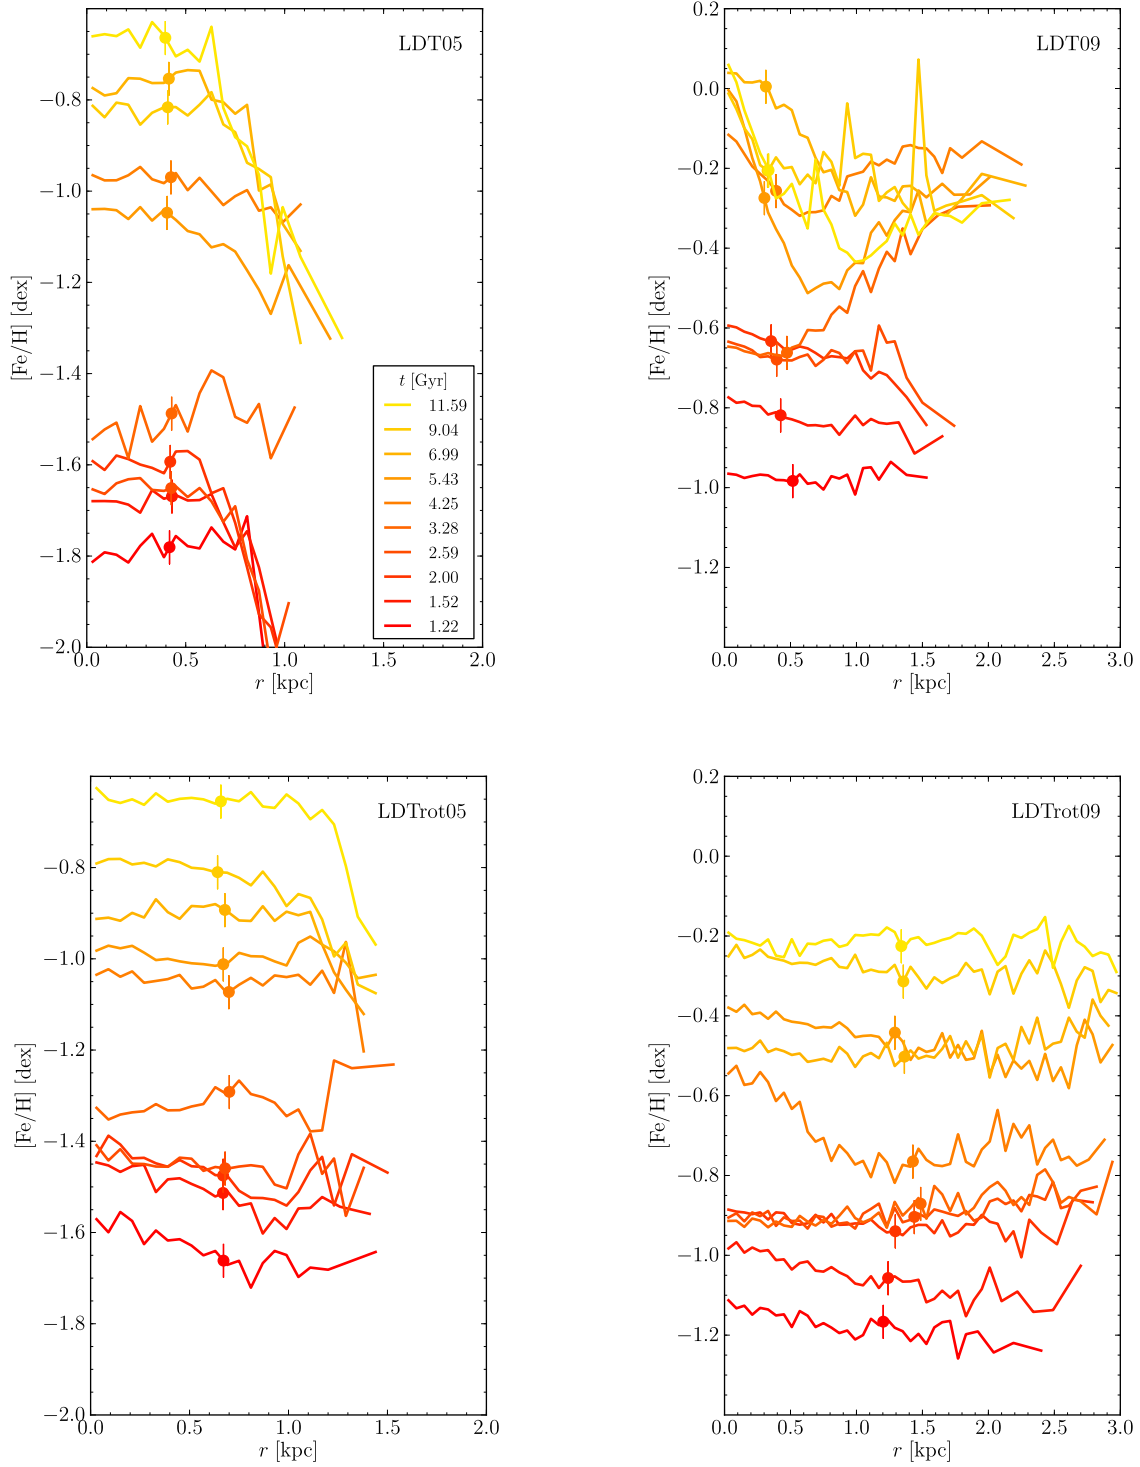 LDT05
−0.8
−1.0
−1.2
−1.4
−1.6
−1.8
−2.0
[Fe/H] [dex]
0.0 0.5 1.0 1.5 2.0
r [kpc]
t [Gyr]
11.59
9.04
6.99
5.43
4.25
3.28
2.59
2.00
1.52
1.22
LDT09
0.2
0.0
−0.2
−0.4
−0.6
−0.8
−1.0
−1.2
[Fe/H] [dex]
0.0 0.5 1.0 1.5 2.0 2.5 3.0
r [kpc]
LDTrot05
−0.8
−1.0
−1.2
−1.4
−1.6
−1.8
−2.0
[Fe/H] [dex]
0.0 0.5 1.0 1.5 2.0
r [kpc]
LDTrot09
0.2
0.0
−0.2
−0.4
−0.6
−0.8
−1.0
−1.2
[Fe/H] [dex]
0.0 0.5 1.0 1.5 2.0 2.5 3.0
r [kpc]